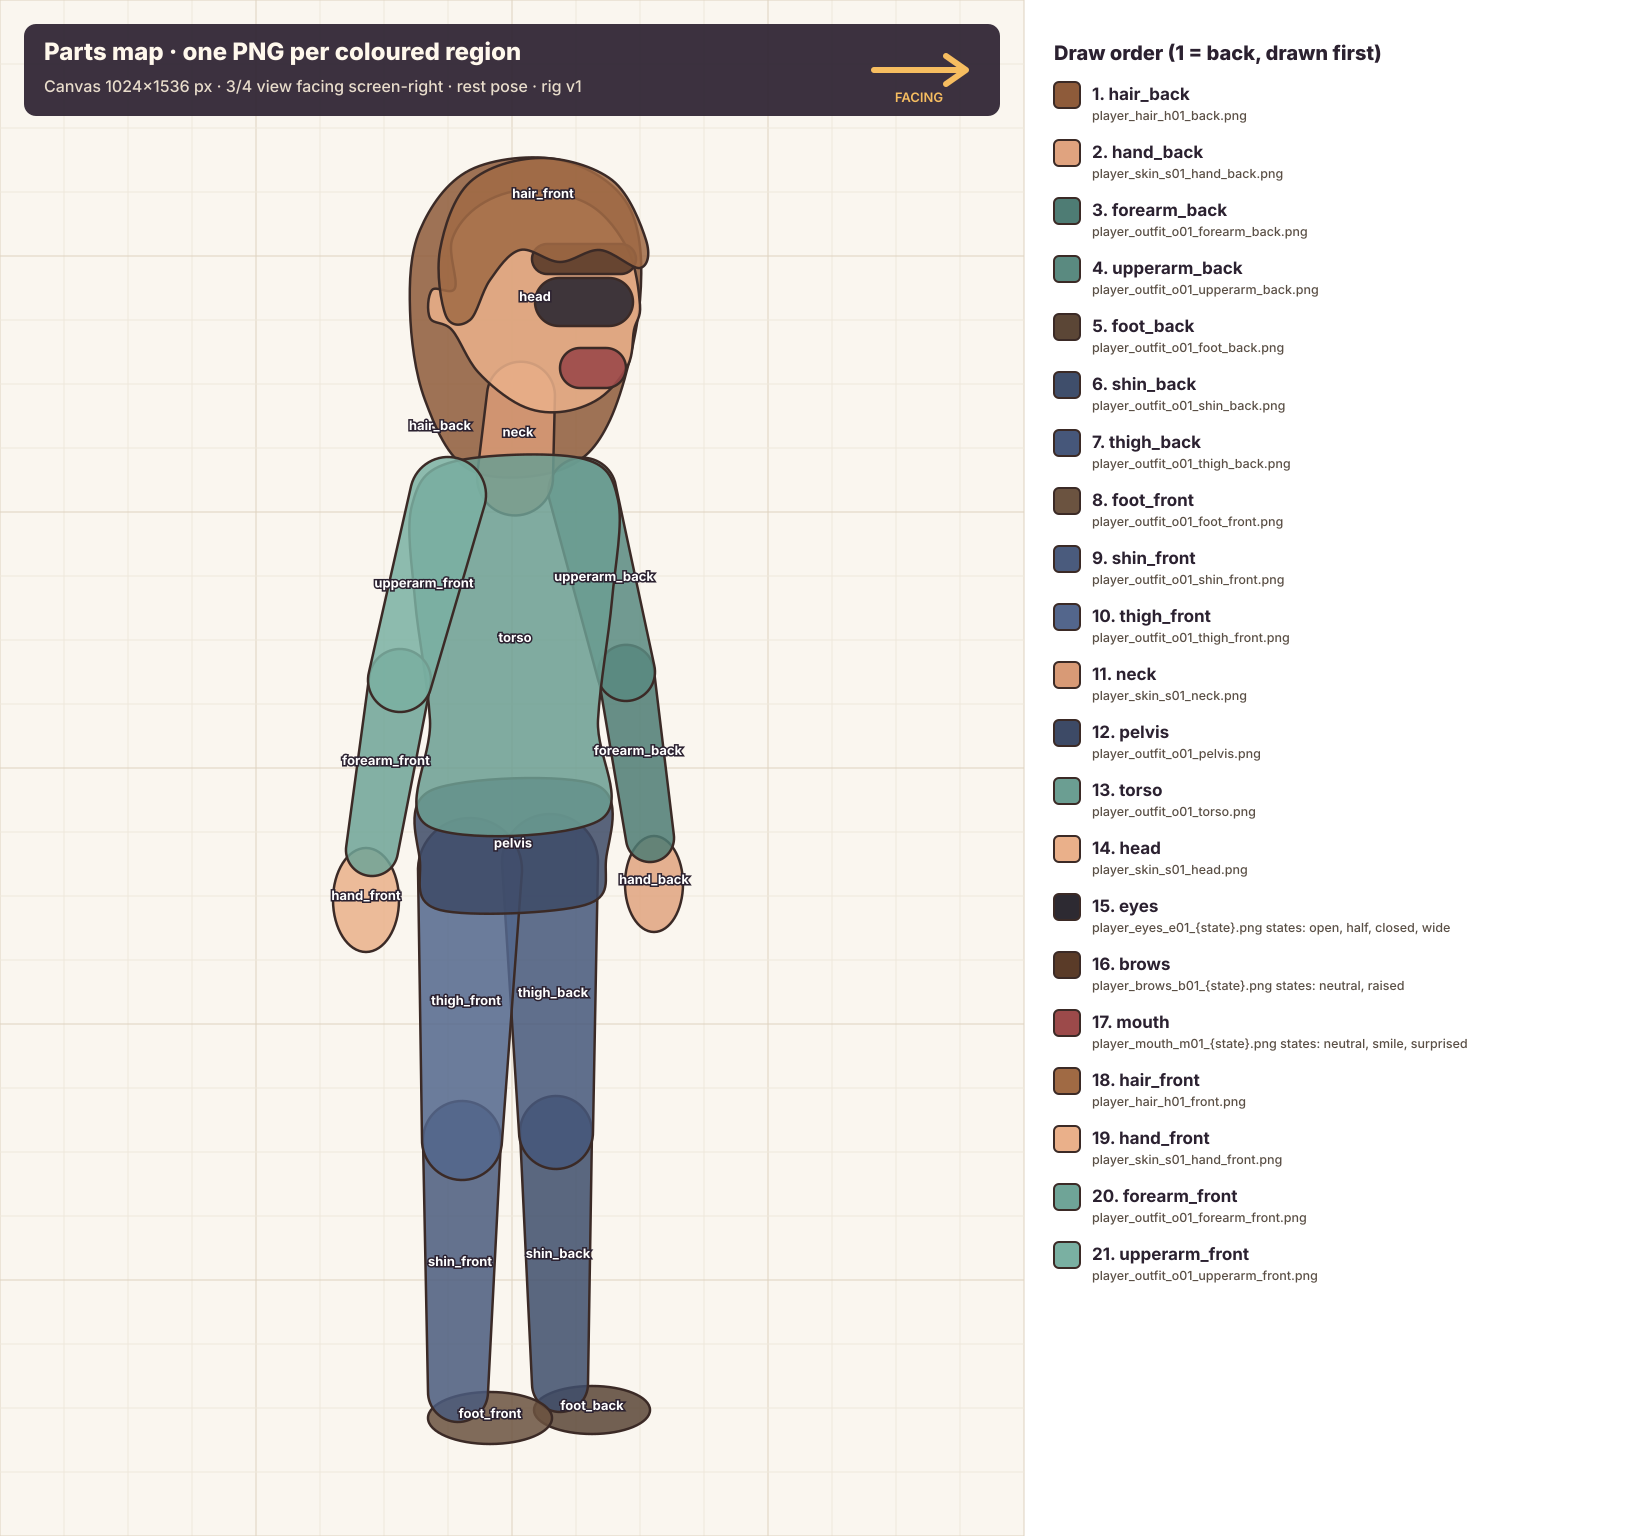 Parts map · one PNG per coloured region
Canvas 1024×1536 px · 3/4 view facing screen-right · rest pose · rig v1
FACING
hair_front
head
hair_back
neck
upperarm_front
upperarm_back
torso
forearm_front
forearm_back
pelvis
hand_front
hand_back
thigh_front
thigh_back
shin_front
shin_back
foot_front
foot_back
Draw order (1 = back, drawn first)
1. hair_back
player_hair_h01_back.png
2. hand_back
player_skin_s01_hand_back.png
3. forearm_back
player_outfit_o01_forearm_back.png
4. upperarm_back
player_outfit_o01_upperarm_back.png
5. foot_back
player_outfit_o01_foot_back.png
6. shin_back
player_outfit_o01_shin_back.png
7. thigh_back
player_outfit_o01_thigh_back.png
8. foot_front
player_outfit_o01_foot_front.png
9. shin_front
player_outfit_o01_shin_front.png
10. thigh_front
player_outfit_o01_thigh_front.png
11. neck
player_skin_s01_neck.png
12. pelvis
player_outfit_o01_pelvis.png
13. torso
player_outfit_o01_torso.png
14. head
player_skin_s01_head.png
15. eyes
player_eyes_e01_{state}.png states: open, half, closed, wide
16. brows
player_brows_b01_{state}.png states: neutral, raised
17. mouth
player_mouth_m01_{state}.png states: neutral, smile, surprised
18. hair_front
player_hair_h01_front.png
19. hand_front
player_skin_s01_hand_front.png
20. forearm_front
player_outfit_o01_forearm_front.png
21. upperarm_front
player_outfit_o01_upperarm_front.png